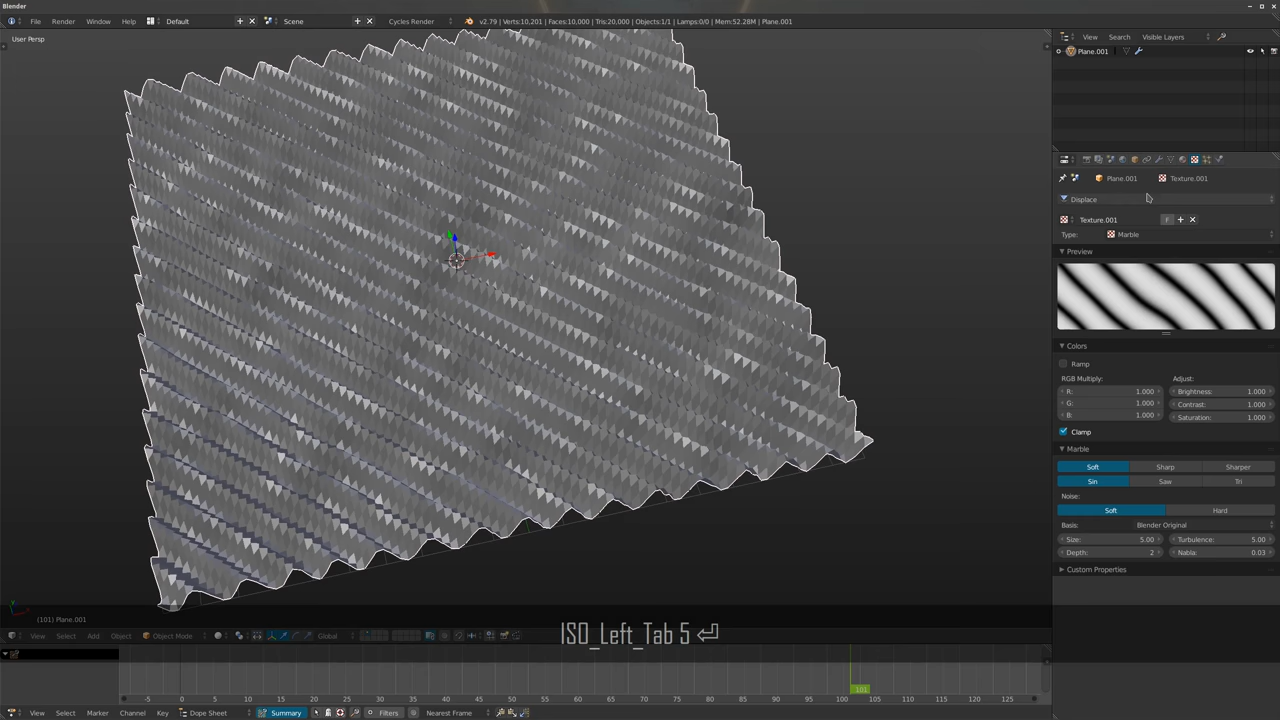 Blender
File Render Window Help Default Scene Cycles Render v2.79 | Verts:10,201 | Faces:10,000 | Tris:20,000 | Objects:1/1 | Lamps:0/0 | Mem:52.28M | Plane.001
User Persp
View Search Visible Layers
Plane.001
Plane.001 Texture.001
Displace
Texture.001 F
Type: Marble
Preview
Colors
Ramp
RGB Multiply: Adjust:
R: 1.000 Brightness: 1.000
G: 1.000 Contrast: 1.000
B: 1.000 Saturation: 1.000
Clamp
Marble
Soft Sharp Sharper
Sin Saw Tri
Noise:
Soft Hard
Basis: Blender Original
Size: 5.00 Turbulence: 5.00
Depth: 2 Nabla: 0.03
Custom Properties
(101) Plane.001
View Select Add Object Object Mode Global
ISO_Left_Tab 5 ⏎
-5 0 5 10 15 20 25 30 35 40 45 50 55 60 65 70 75 80 85 90 95 100 101 105 110 115 120 125
View Select Marker Channel Key Dope Sheet Summary Filters Nearest Frame